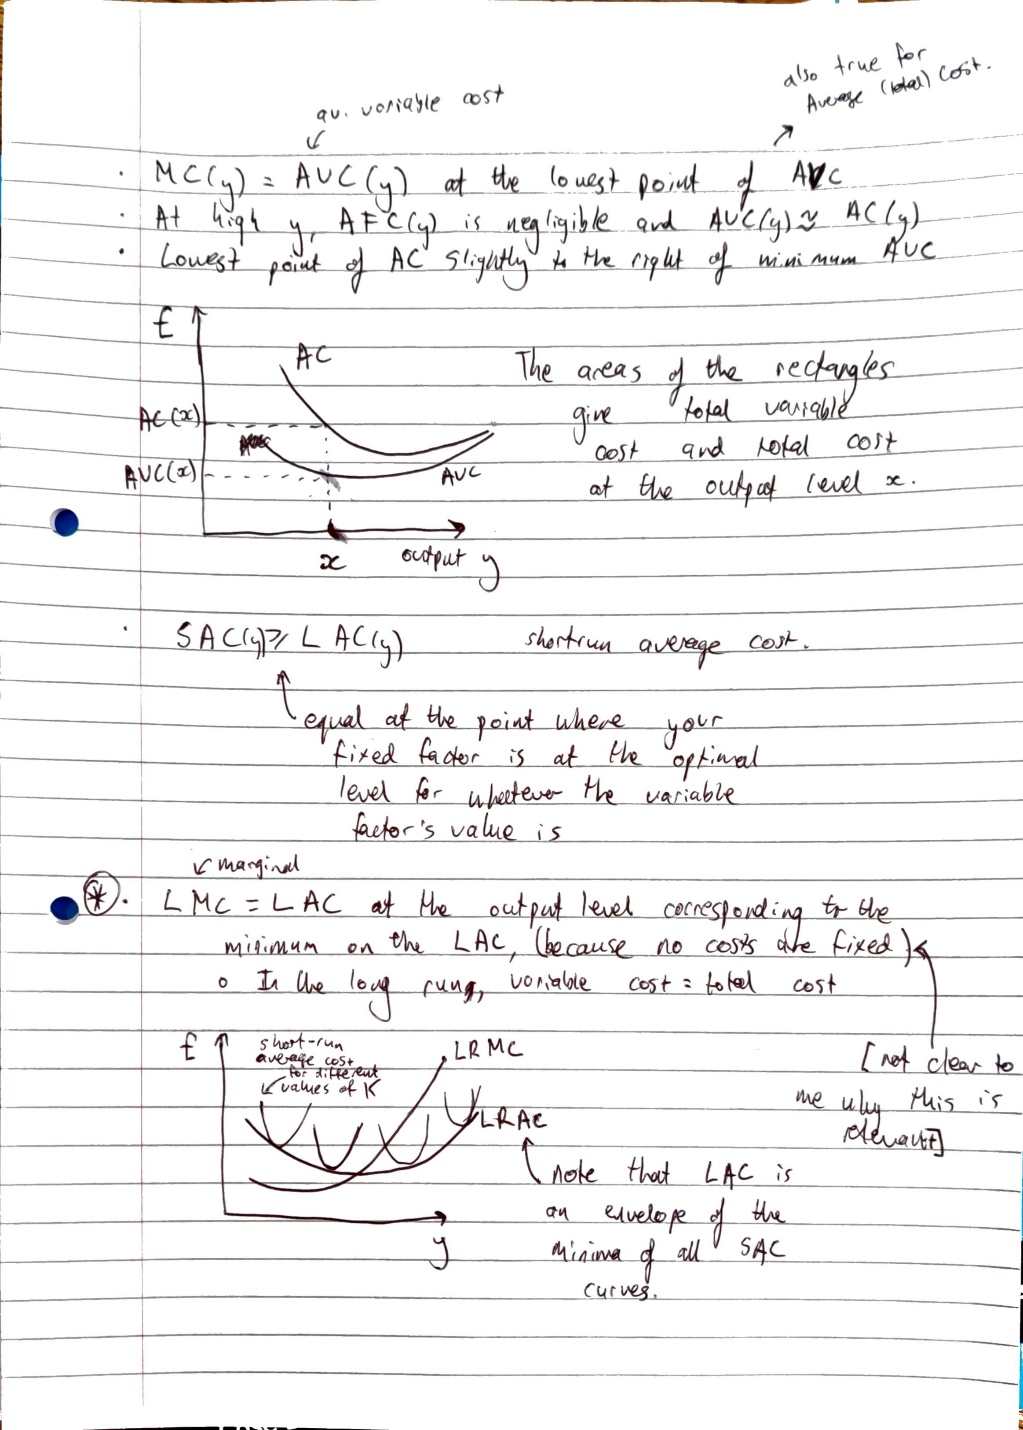 also true for
Average (total) Cost.
av. variable cost
· MC(y) = AVC(y) at the lowest point of AVC
· At high y, AFC(y) is negligible and AVC(y) ≈ AC(y)
· Lowest point of AC slightly to the right of minimum AVC
£
AC
The areas of the rectangles
AC(x)
give total variable
cost and total cost
AVC(x)
AVC
at the output level x.
x
output y
· SAC(y) ⩾ LAC(y) shortrun average cost.
equal at the point where your
fixed factor is at the optimal
level for whatever the variable
factor's value is
marginal
* · LMC = LAC at the output level corresponding to the
minimum on the LAC, (because no costs are fixed)
o In the long run, variable cost = total cost
£
short-run
average cost
for different
values of K
LRMC
[not clear to
me why this is
relevant]
LRAC
note that LAC is
an envelope of the
y
minima of all SAC
curves.